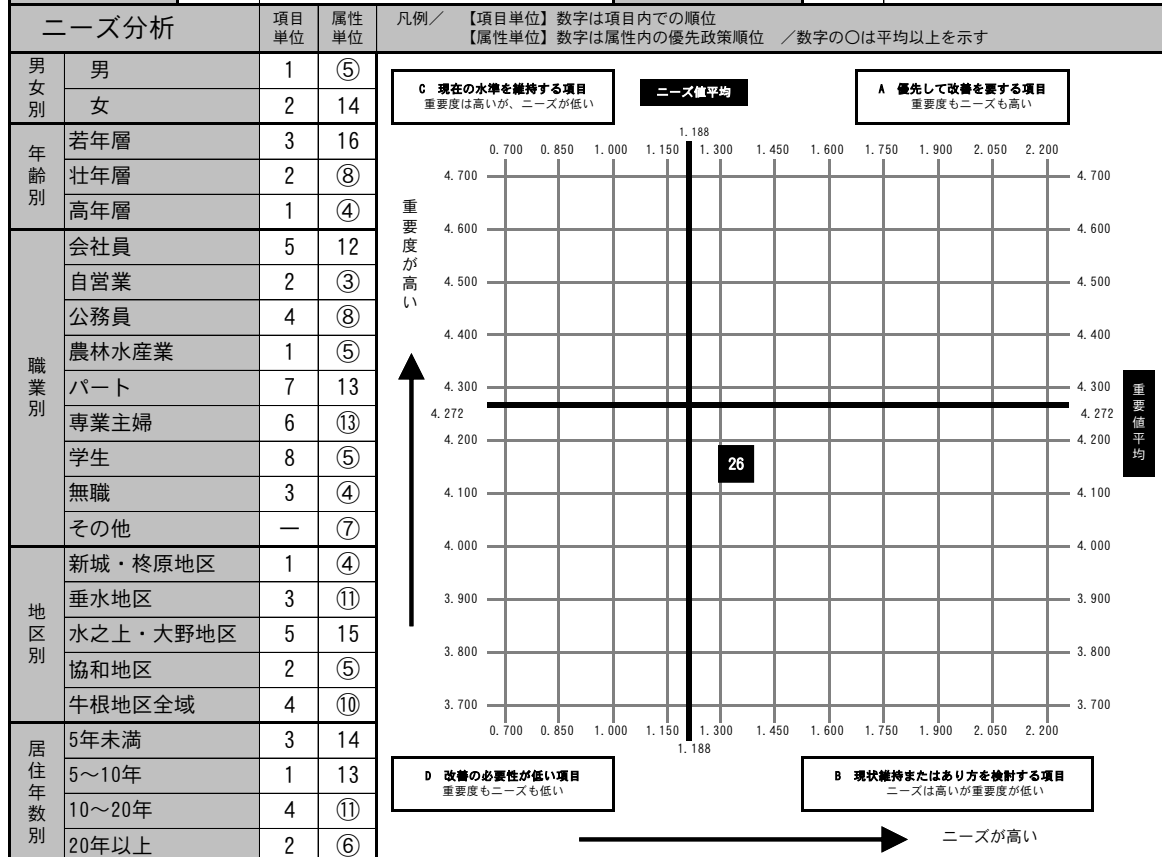 ニーズ分析 項目単位 属性単位
凡例／ 【項目単位】数字は項目内での順位
【属性単位】数字は属性内の優先政策順位 ／数字の○は平均以上を示す
男女別
男 1 ⑤
女 2 14
年齢別
若年層 3 16
壮年層 2 ⑧
高年層 1 ④
職業別
会社員 5 12
自営業 2 ③
公務員 4 ⑧
農林水産業 1 ⑤
パート 7 13
専業主婦 6 ⑬
学生 8 ⑤
無職 3 ④
その他 ― ⑦
地区別
新城・柊原地区 1 ④
垂水地区 3 ⑪
水之上・大野地区 5 15
協和地区 2 ⑤
牛根地区全域 4 ⑩
居住年数別
5年未満 3 14
5～10年 1 13
10～20年 4 ⑪
20年以上 2 ⑥
C 現在の水準を維持する項目
重要度は高いが、ニーズが低い
ニーズ値平均
A 優先して改善を要する項目
重要度もニーズも高い
1.188
0.700 0.850 1.000 1.150 1.300 1.450 1.600 1.750 1.900 2.050 2.200
重要度が高い
4.700 4.700
4.600 4.600
4.500 4.500
4.400 4.400
4.300 4.300
4.272 4.272
重要値平均
4.200 4.200
26
4.100 4.100
4.000 4.000
3.900 3.900
3.800 3.800
3.700 3.700
0.700 0.850 1.000 1.150 1.300 1.450 1.600 1.750 1.900 2.050 2.200
1.188
D 改善の必要性が低い項目
重要度もニーズも低い
B 現状維持またはあり方を検討する項目
ニーズは高いが重要度が低い
ニーズが高い